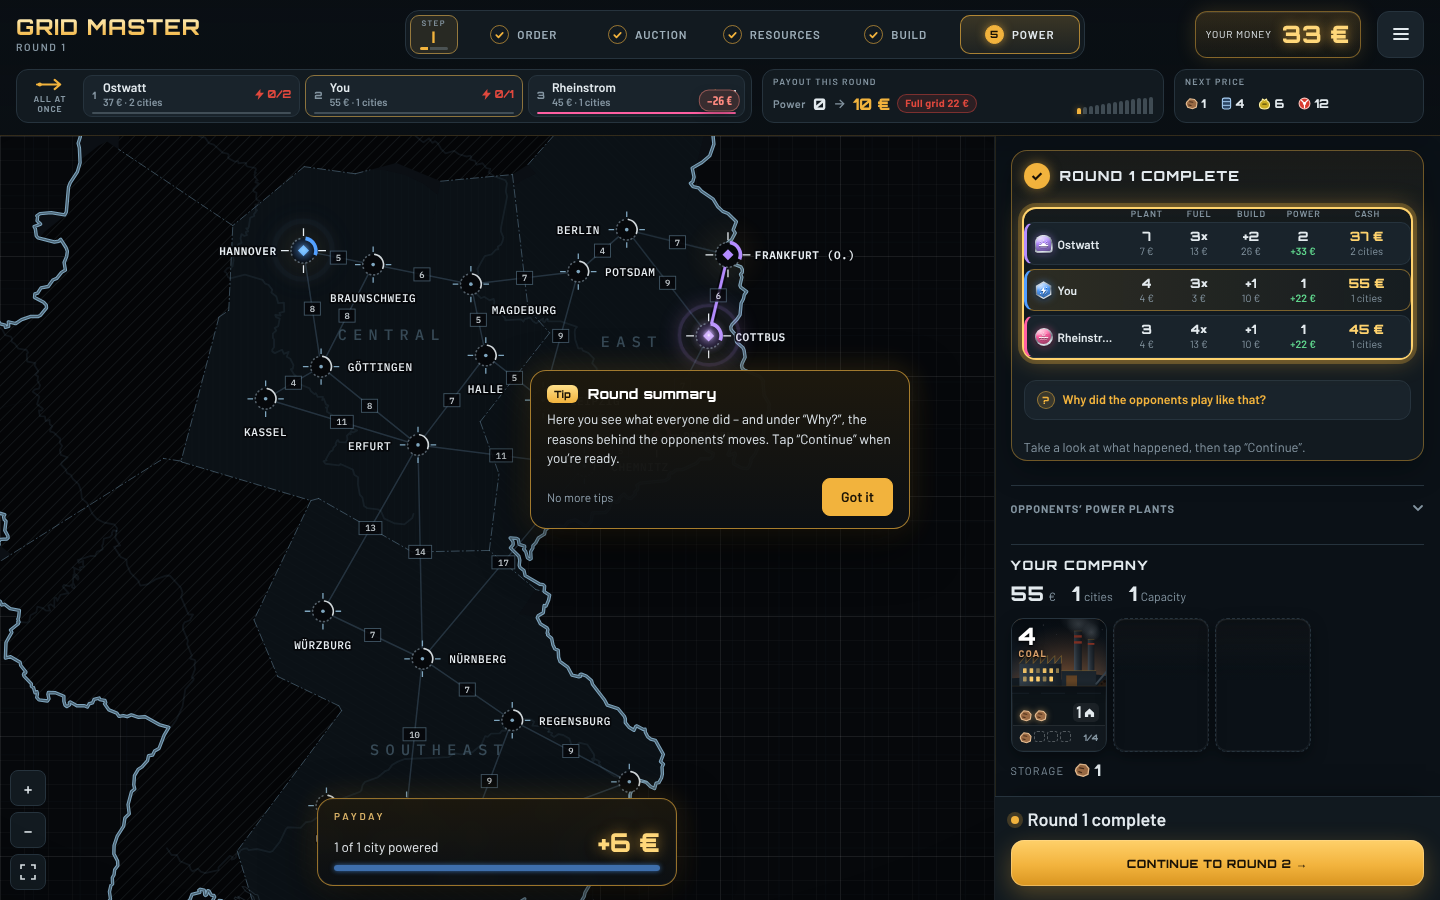 GRID MASTER
ROUND 1
STEP
I
ORDER
AUCTION
RESOURCES
BUILD
5 POWER
YOUR MONEY 33 €
ALL AT ONCE
1 Ostwatt
37 € · 2 cities
0/2
2 You
55 € · 1 cities
0/1
3 Rheinstrom
45 € · 1 cities
−26 €
PAYOUT THIS ROUND
Power 0 → 10 € Full grid 22 €
NEXT PRICE
1 4 6 12
HANNOVER
5
BRAUNSCHWEIG
6
MAGDEBURG
7
BERLIN
4
POTSDAM
7
FRANKFURT (O.)
9
6
COTTBUS
8
8
CENTRAL
5
9
EAST
GÖTTINGEN
4
HALLE
5
KASSEL
8
7
11
ERFURT
11
13
14
17
WÜRZBURG
7
NÜRNBERG
7
REGENSBURG
10
SOUTHEAST
9
9
Tip Round summary
Here you see what everyone did – and under “Why?”, the
reasons behind the opponents’ moves. Tap “Continue” when
you’re ready.
No more tips
Got it
PAYDAY
1 of 1 city powered
+6 €
+
−
ROUND 1 COMPLETE
PLANT FUEL BUILD POWER CASH
Ostwatt 7 3x +2 2 37 €
7 € 13 € 26 € +33 € 2 cities
You 4 3x +1 1 55 €
4 € 3 € 10 € +22 € 1 cities
Rheinstr... 3 4x +1 1 45 €
4 € 13 € 10 € +22 € 1 cities
? Why did the opponents play like that?
Take a look at what happened, then tap “Continue”.
OPPONENTS’ POWER PLANTS
YOUR COMPANY
55 € 1 cities 1 Capacity
4
COAL
1
1/4
STORAGE 1
Round 1 complete
CONTINUE TO ROUND 2 →